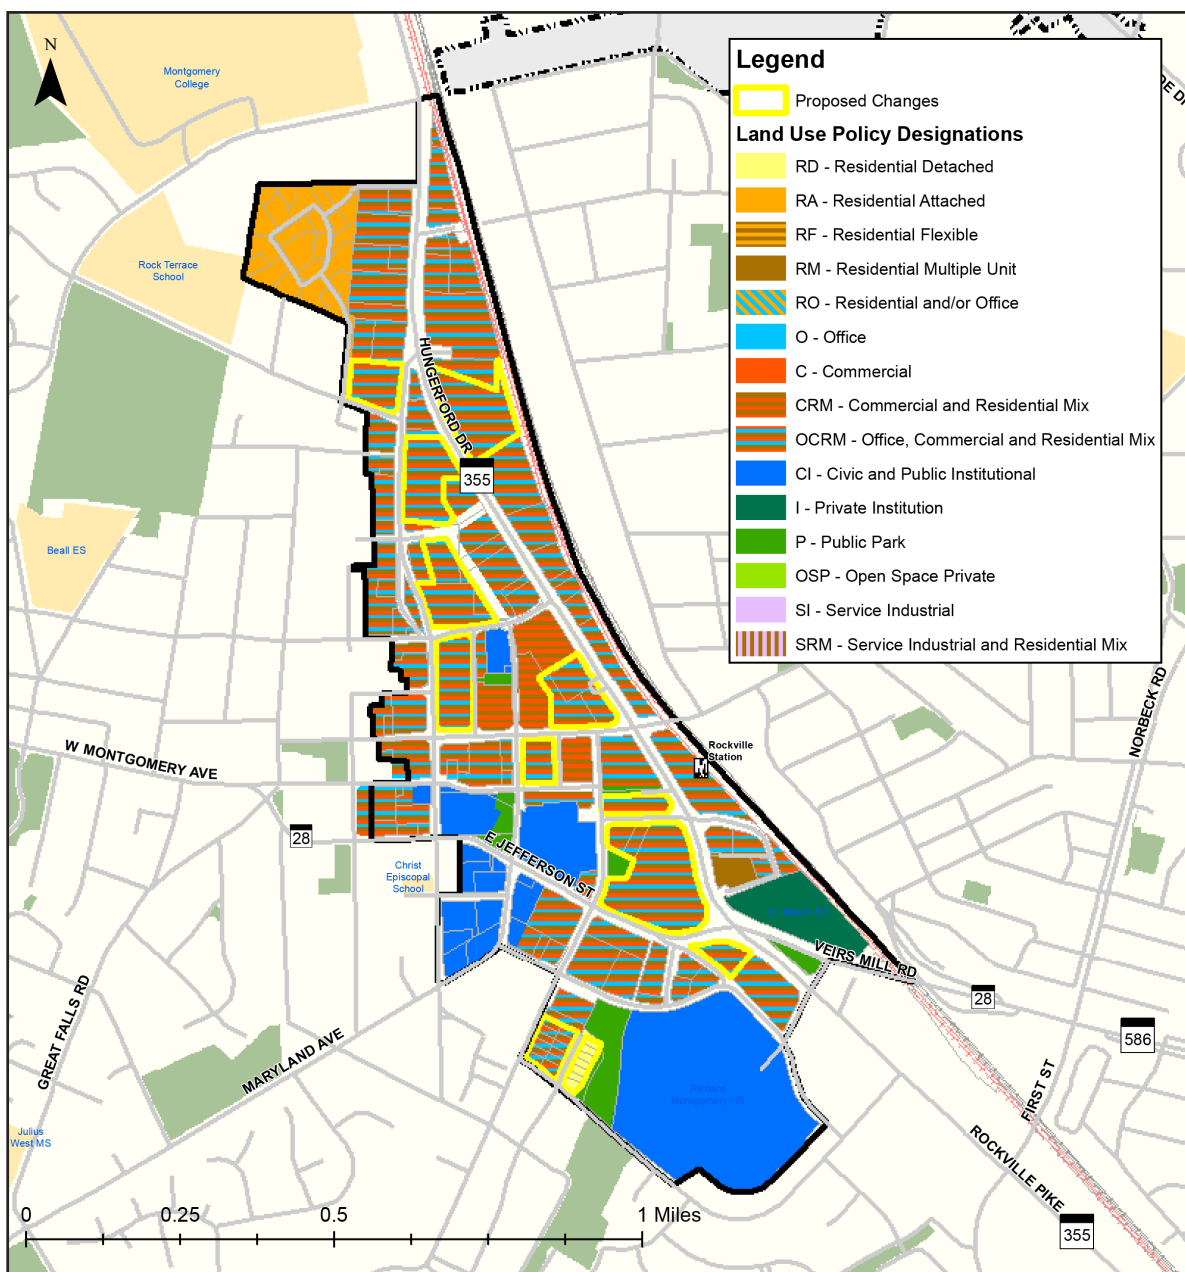 N
Montgomery
College
Legend
Proposed Changes
Land Use Policy Designations
RD - Residential Detached
RA - Residential Attached
RF - Residential Flexible
RM - Residential Multiple Unit
RO - Residential and/or Office
O - Office
C - Commercial
CRM - Commercial and Residential Mix
OCRM - Office, Commercial and Residential Mix
CI - Civic and Public Institutional
I - Private Institution
P - Public Park
OSP - Open Space Private
SI - Service Industrial
SRM - Service Industrial and Residential Mix
Rock Terrace
School
HUNGERFORD DR
355
Beall ES
NORBECK RD
W MONTGOMERY AVE
Rockville
Station
M
28
E JEFFERSON ST
Christ
Episcopal
School
VEIRS MILL RD
28
586
GREAT FALLS RD
MARYLAND AVE
Richard
Montgomery HS
FIRST ST
Julius
West MS
ROCKVILLE PIKE
355
0
0.25
0.5
1 Miles